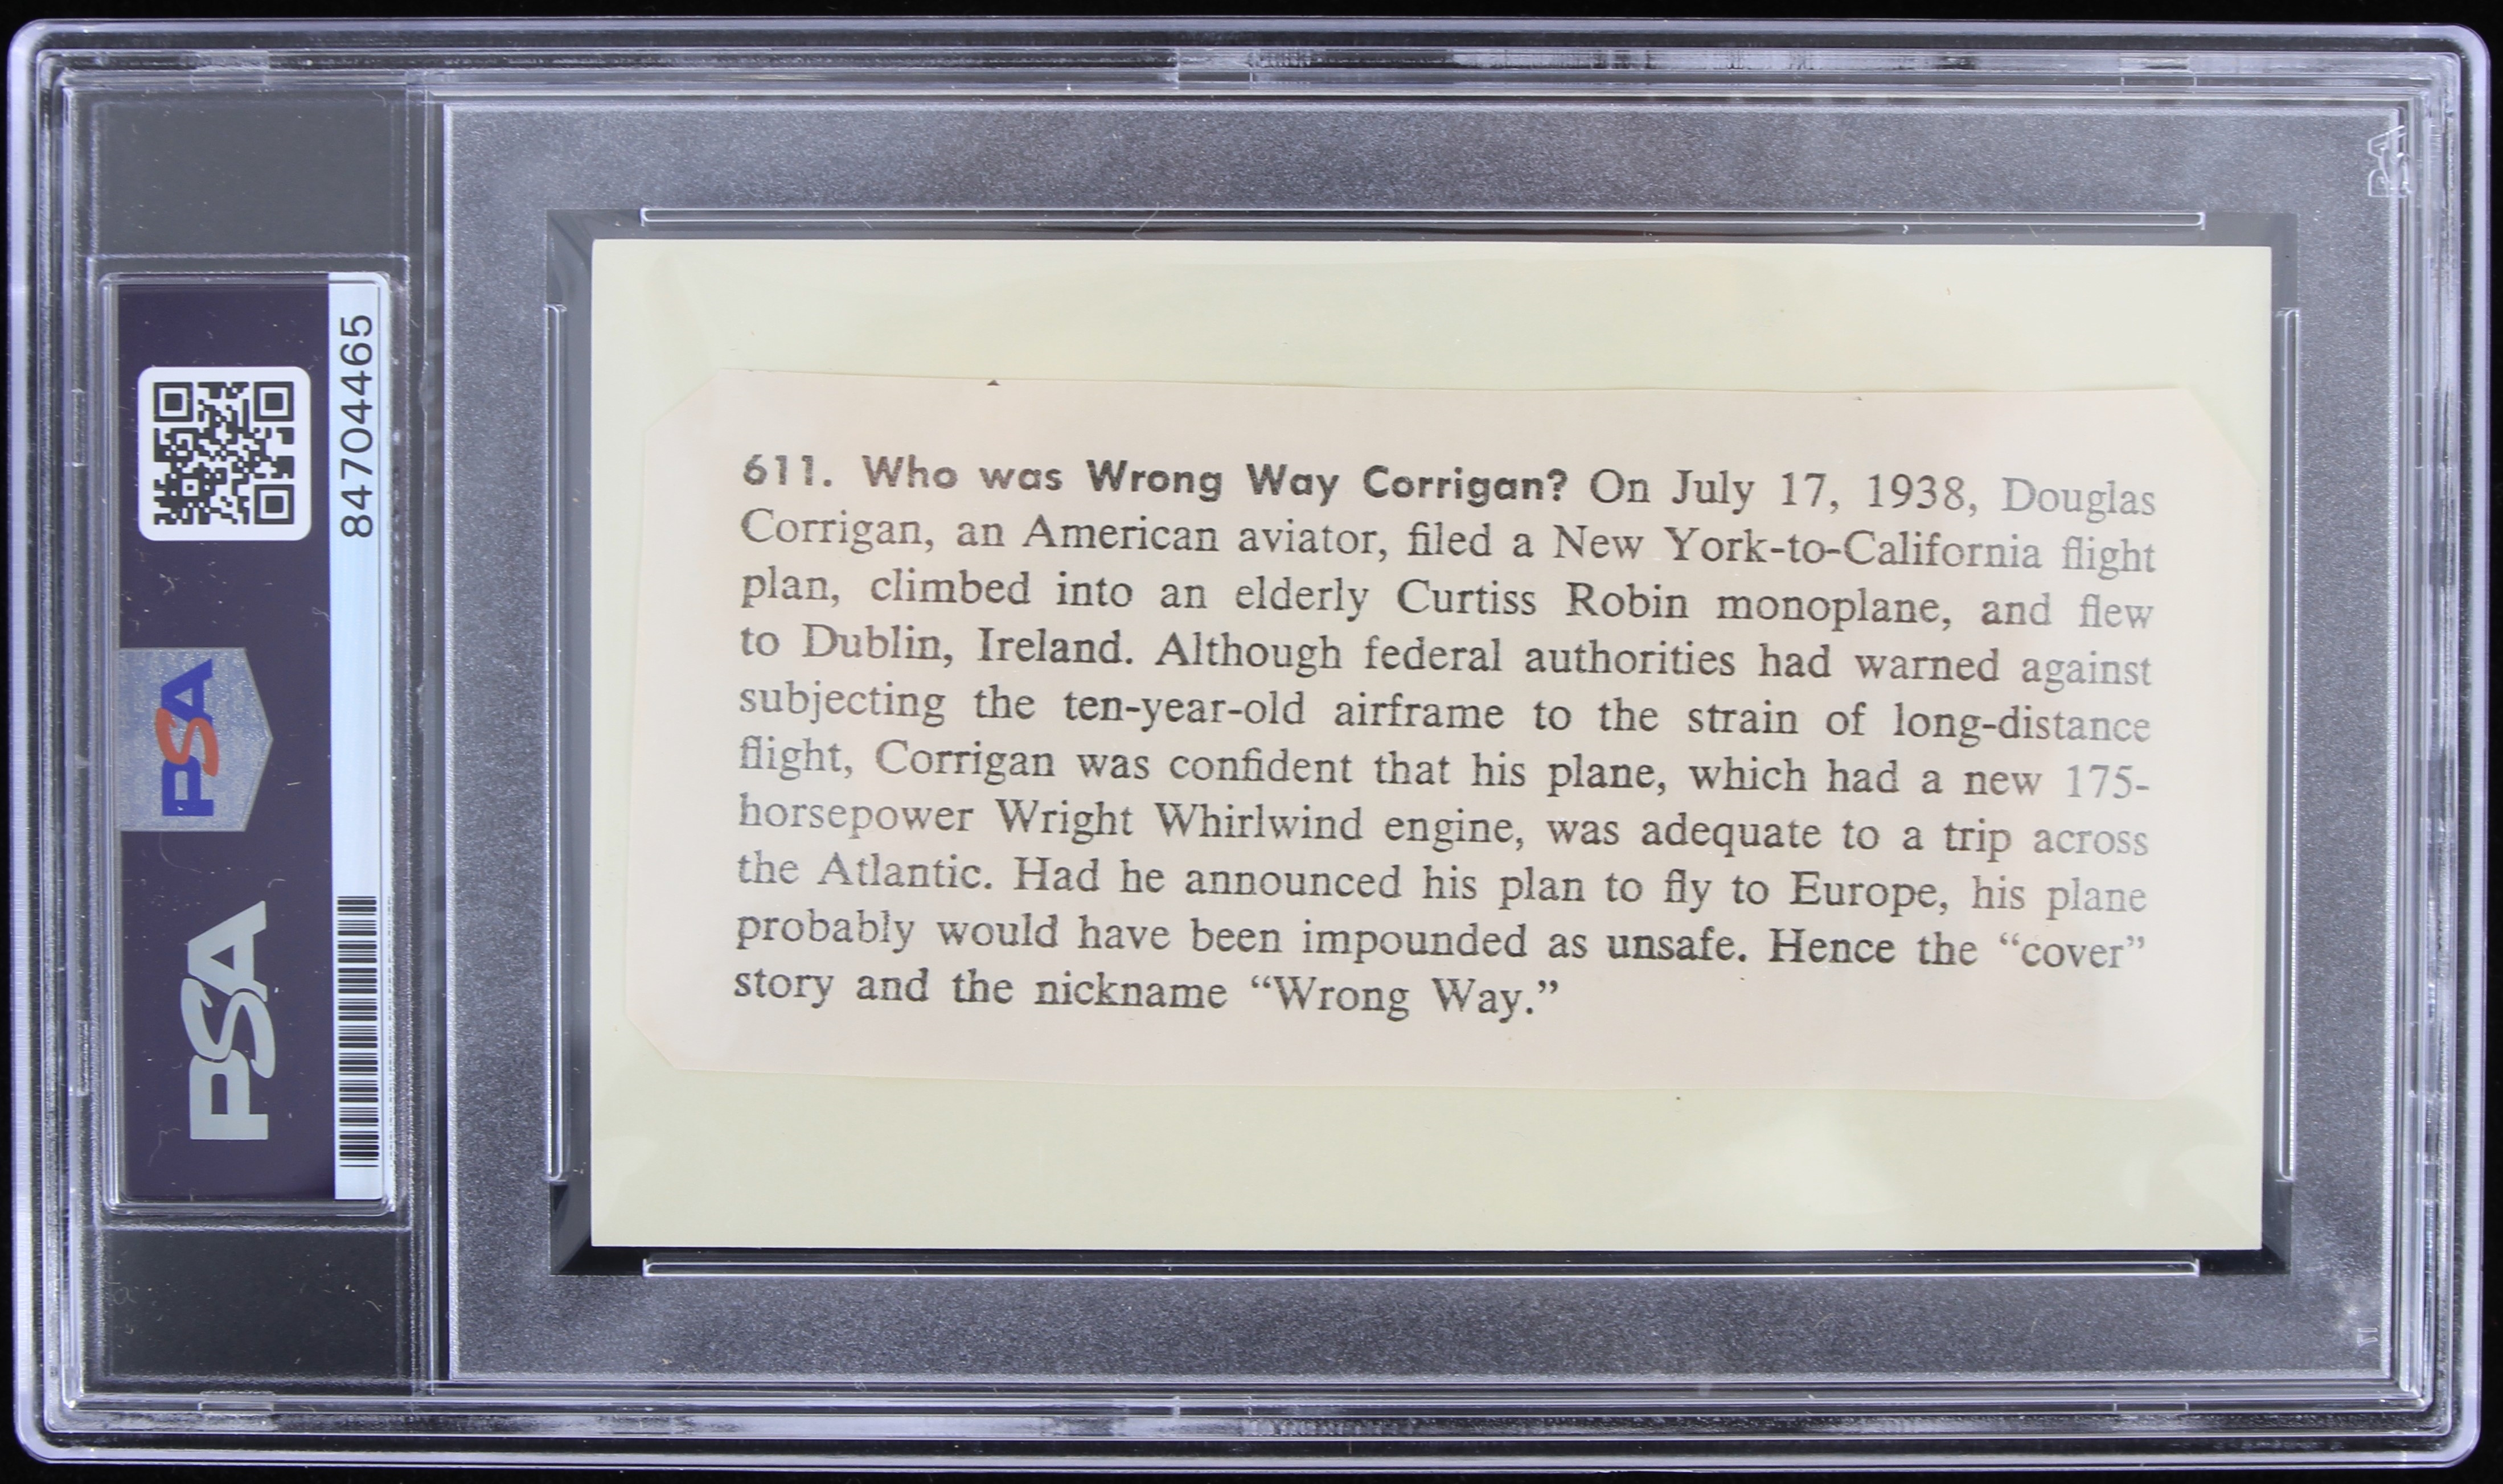 84704465
PSA
PSA
611. Who was Wrong Way Corrigan? On July 17, 1938, Douglas
Corrigan, an American aviator, filed a New York-to-California flight
plan, climbed into an elderly Curtiss Robin monoplane, and flew
to Dublin, Ireland. Although federal authorities had warned against
subjecting the ten-year-old airframe to the strain of long-distance
flight, Corrigan was confident that his plane, which had a new 175-
horsepower Wright Whirlwind engine, was adequate to a trip across
the Atlantic. Had he announced his plan to fly to Europe, his plane
probably would have been impounded as unsafe. Hence the “cover”
story and the nickname “Wrong Way.”
PSA